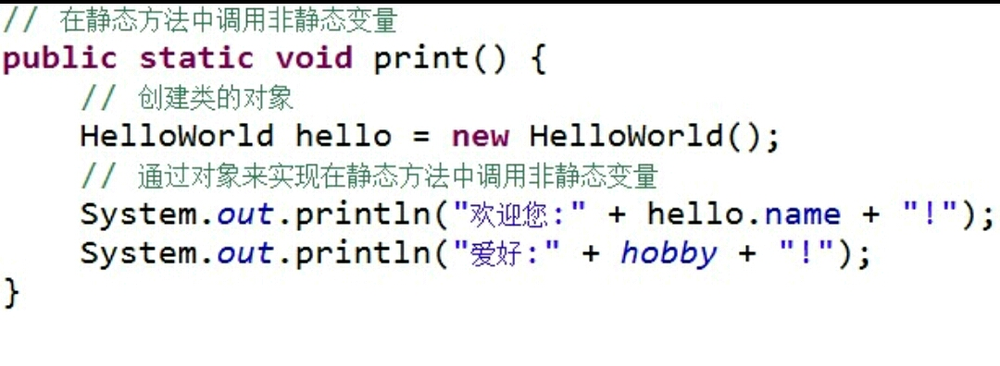 // 在静态方法中调用非静态变量
public static void print() {
// 创建类的对象
HelloWorld hello = new HelloWorld();
// 通过对象来实现在静态方法中调用非静态变量
System.out.println("欢迎您:" + hello.name + "!");
System.out.println("爱好:" + hobby + "!");
}